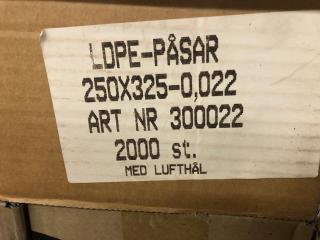 LDPE-PÅSAR
250X325-0,022
ART NR 300022
2000 st.
MED LUFTHÅL